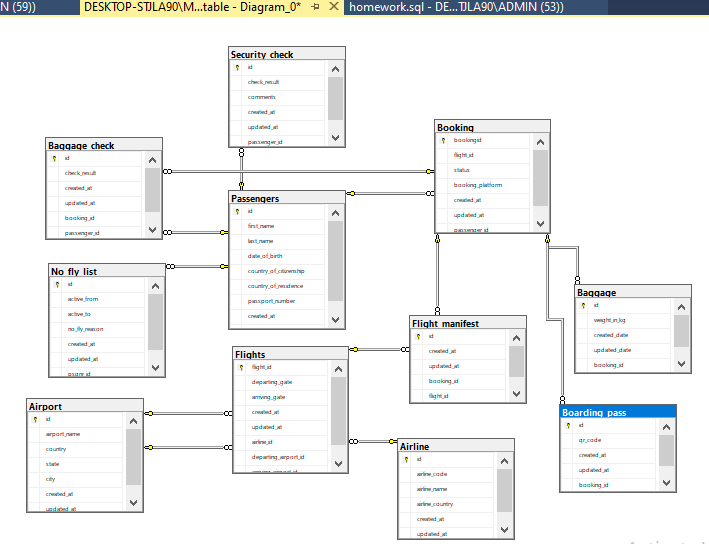 N (59))
DESKTOP-STJLA90\M...table - Diagram_0*
homework.sql - DE...TJLA90\ADMIN (53))
Security check
id
check_result
comments
created_at
updated_at
passenger_id
Booking
bookingid
flight_id
status
booking_platform
created_at
updated_at
passenger_id
Baggage check
id
check_result
created_at
updated_at
booking_id
passenger_id
Passengers
id
first_name
last_name
date_of_birth
country_of_citizenship
country_of_residence
passport_number
created_at
No fly list
id
active_from
active_to
no_fly_reason
created_at
updated_at
Baggage
id
weight_in_kg
created_date
updated_date
booking_id
Flight manifest
id
created_at
updated_at
booking_id
flight_id
Flights
flight_id
departing_gate
arriving_gate
created_at
updated_at
airline_id
departing_airport_id
arriving_airport_id
Airport
id
airport_name
country
state
city
created_at
updated_at
Boarding pass
id
qr_code
created_at
updated_at
booking_id
Airline
id
airline_code
airline_name
airline_country
created_at
updated_at